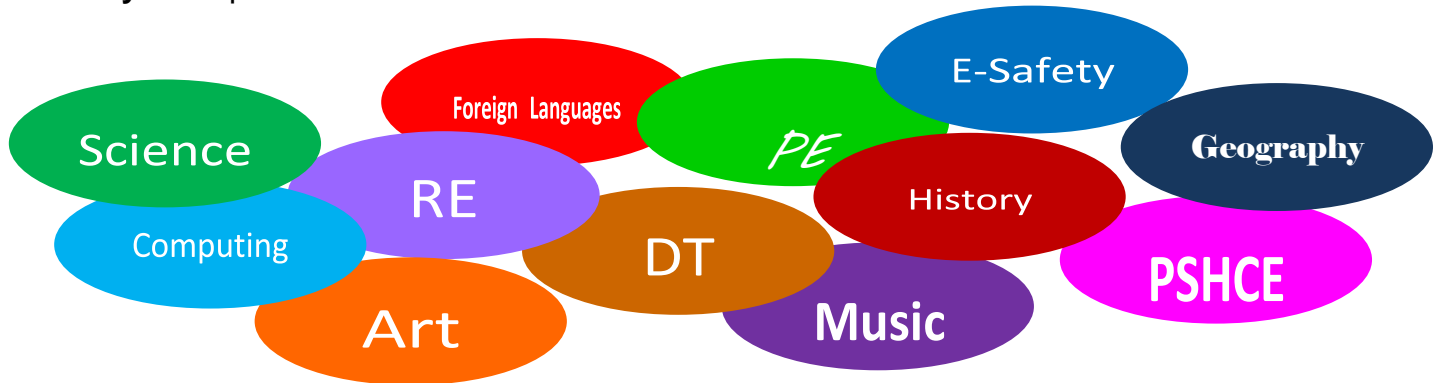 E-Safety
Foreign Languages
Geography
Science
PE
RE
History
Computing
DT
PSHCE
Art
Music